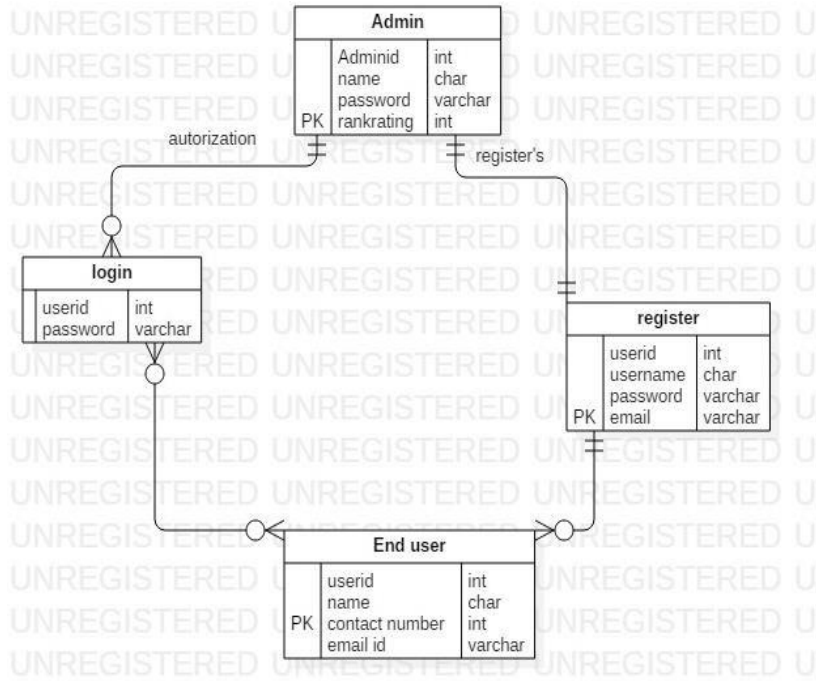 Admin
Adminid int
name char
password varchar
PK rankrating int
autorization
register's
login
userid int
password varchar
register
userid int
username char
password varchar
PK email varchar
End user
userid int
name char
PK contact number int
email id varchar
UNREGISTERED UNREGISTERED UNREGISTERED U